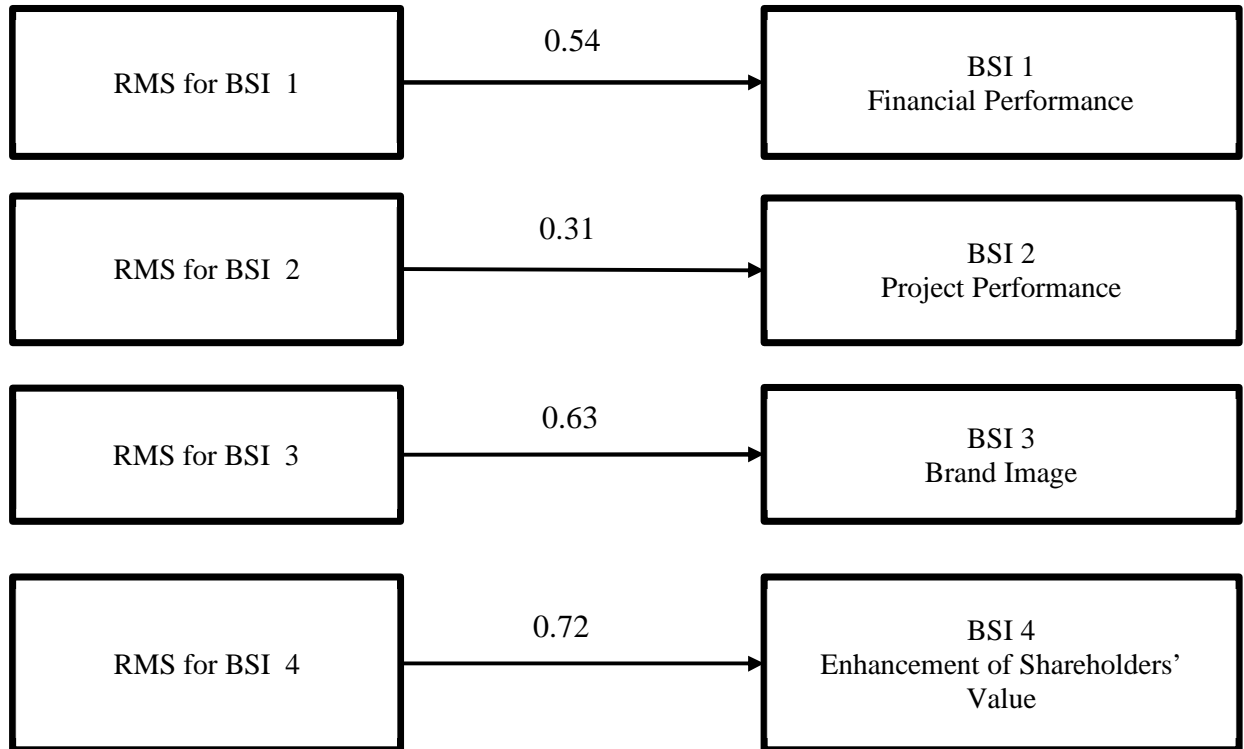 0.54
RMS for BSI  1
BSI 1
Financial Performance
0.31
RMS for BSI  2
BSI 2
Project Performance
0.63
RMS for BSI  3
BSI 3
Brand Image
0.72
RMS for BSI  4
BSI 4
Enhancement of Shareholders’
Value